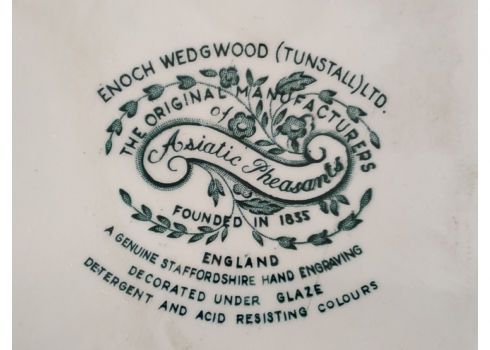 ENOCH WEDGWOOD (TUNSTALL) LTD.
THE ORIGINAL MANUFACTURERS
of
Asiatic Pheasants
FOUNDED IN 1835
ENGLAND
A GENUINE STAFFORDSHIRE HAND ENGRAVING
DECORATED UNDER GLAZE
DETERGENT AND ACID RESISTING COLOURS